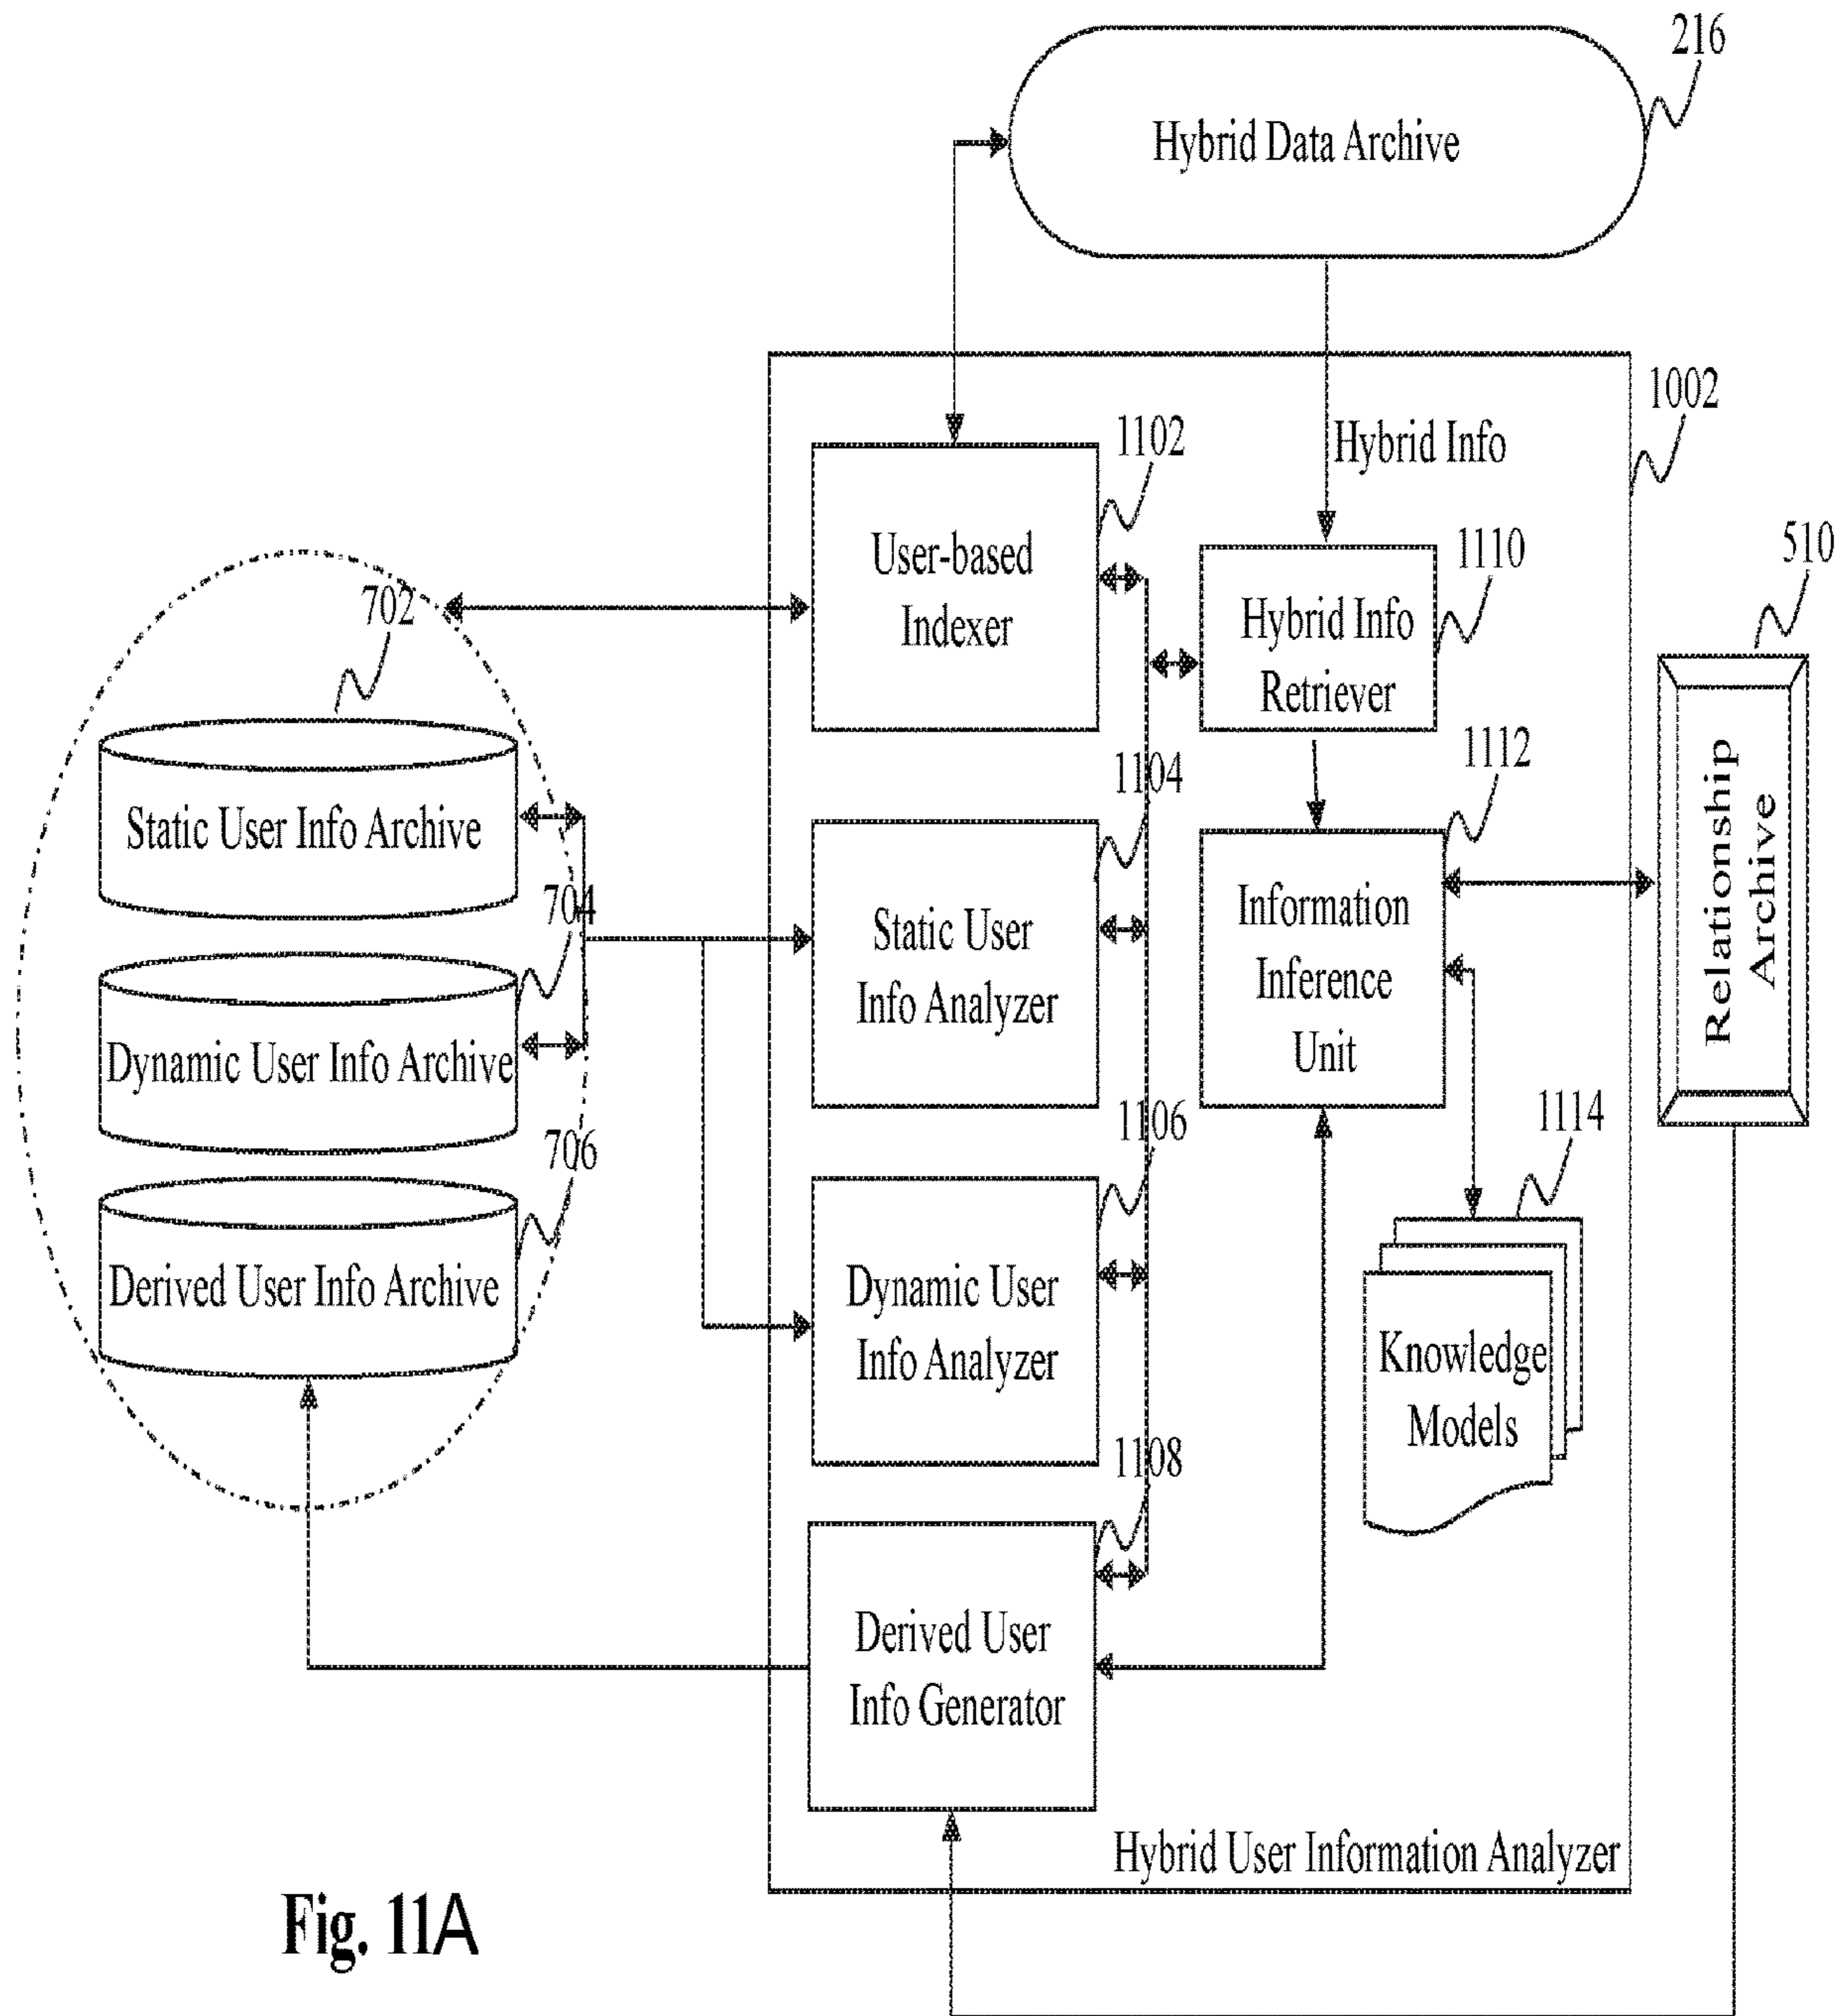 216
Hybrid Data Archive
1002
1102
Hybrid Info
User-based
Indexer
1110
Hybrid Info
Retriever
510
702
Static User Info Archive
1104
1112
Relationship
Archive
704
Static User
Info Analyzer
Information
Inference
Unit
Dynamic User Info Archive
706
1106
1114
Derived User Info Archive
Dynamic User
Info Analyzer
Knowledge
Models
1108
Derived User
Info Generator
Hybrid User Information Analyzer
Fig. 11A